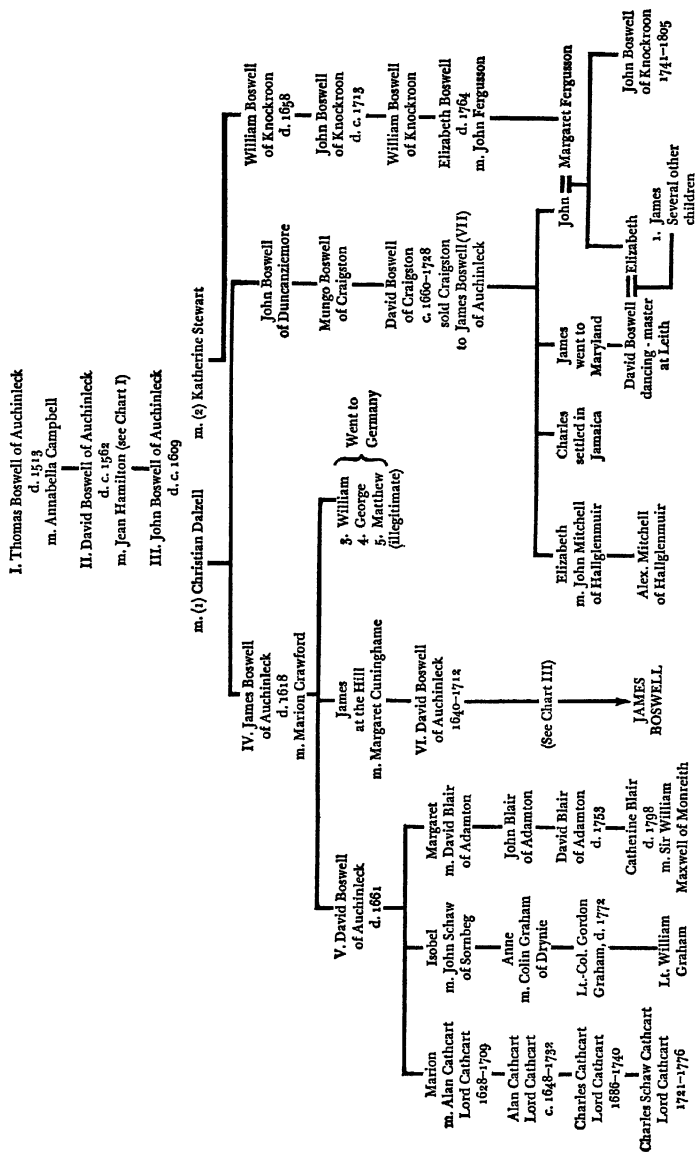 I. Thomas Boswell of Auchinleck
d. 1513
m. Annabella Campbell
II. David Boswell of Auchinleck
d. c. 1562
m. Jean Hamilton (see Chart I)
III. John Boswell of Auchinleck
d. c. 1609
m. (1) Christian Dalzell
m. (2) Katherine Stewart
IV. James Boswell
of Auchinleck
d. 1618
m. Marion Crawford
John Boswell
of Duncanziemore
William Boswell
of Knockroon
d. 1658
Mungo Boswell
of Craigston
John Boswell
of Knockroon
d. c. 1713
David Boswell
of Craigston
c. 1660–1728
sold Craigston
to James Boswell (VII)
of Auchinleck
William Boswell
of Knockroon
Elizabeth Boswell
d. 1764
m. John Fergusson
V. David Boswell
of Auchinleck
d. 1661
James
at the Hill
m. Margaret Cuninghame
3. William
4. George
5. Matthew
(illegitimate)
Went to
Germany
VI. David Boswell
of Auchinleck
1640–1712
(See Chart III)
JAMES
BOSWELL
Marion
m. Alan Cathcart
Lord Cathcart
1628–1709
Isobel
m. John Schaw
of Sornbeg
Margaret
m. David Blair
of Adamton
Alan Cathcart
Lord Cathcart
c. 1648–1732
Anne
m. Colin Graham
of Drynie
John Blair
of Adamton
Charles Cathcart
Lord Cathcart
1686–1740
Lt.-Col. Gordon
Graham, d. 1772
David Blair
of Adamton
d. 1753
Charles Schaw Cathcart
Lord Cathcart
1721–1776
Lt. William
Graham
Catherine Blair
d. 1798
m. Sir William
Maxwell of Monreith
Elizabeth
m. John Mitchell
of Hallglenmuir
Charles
settled in
Jamaica
James
went to
Maryland
John
Margaret Fergusson
Alex. Mitchell
of Hallglenmuir
David Boswell
dancing-master
at Leith
Elizabeth
John Boswell
of Knockroon
1741–1805
1. James
Several other
children